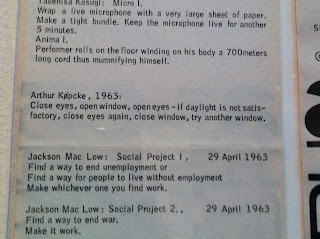 Takehisa Kosugi: Micro I.
Wrap a live microphone with a very large sheet of paper.
Make a tight bundle. Keep the microphone live for another
5 minutes.
Anima I.
Performer rolls on the floor winding on his body a 700meters
long cord thus mummifying himself.
Arthur Køpcke, 1963:
Close eyes, open window, open eyes - if daylight is not satis-
factory, close eyes again, close window, try another window.
Jackson Mac Low: Social Project 1, 29 April 1963
Find a way to end unemployment or
Find a way for people to live without employment
Make whichever one you find work.
Jackson Mac Low: Social Project 2., 29 April 1963
Find a way to end war.
Make it work.